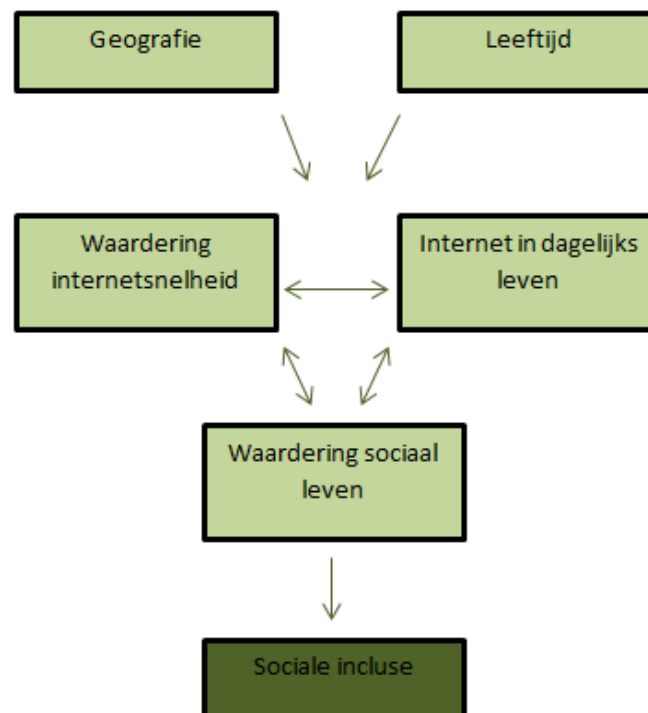 Geografie
Leeftijd
Waardering
internetsnelheid
Internet in dagelijks
leven
Waardering sociaal
leven
Sociale incluse